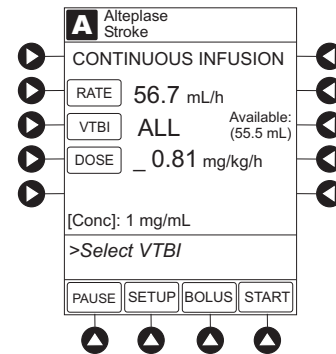 A Alteplase
Stroke
CONTINUOUS INFUSION
RATE 56.7 mL/h
VTBI ALL Available:
(55.5 mL)
DOSE _ 0.81 mg/kg/h
[Conc]: 1 mg/mL
>Select VTBI
PAUSE SETUP BOLUS START